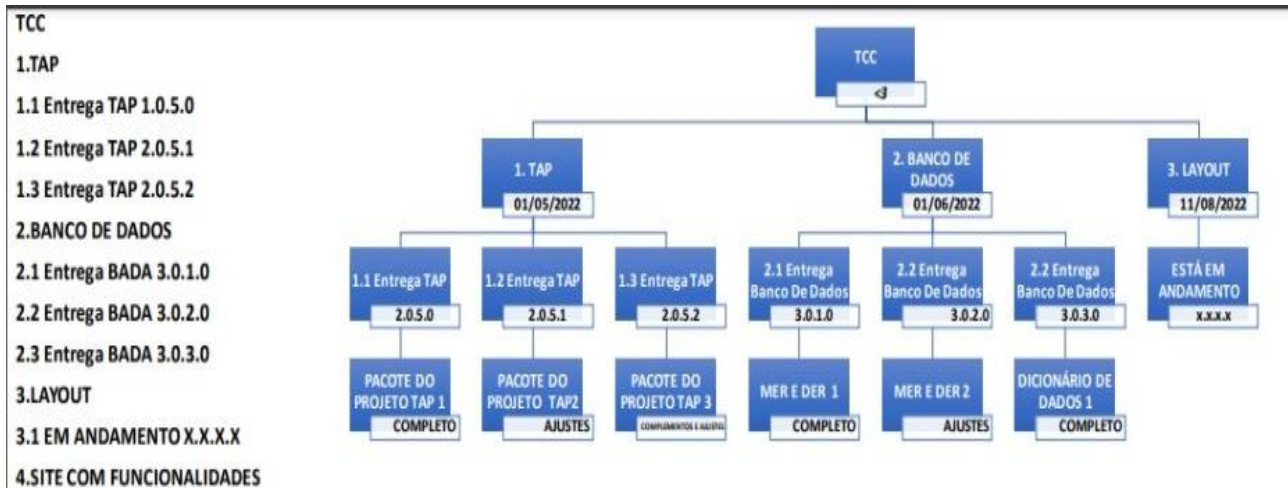 TCC
1.TAP
1.1 Entrega TAP 1.0.5.0
1.2 Entrega TAP 2.0.5.1
1.3 Entrega TAP 2.0.5.2
2.BANCO DE DADOS
2.1 Entrega BADA 3.0.1.0
2.2 Entrega BADA 3.0.2.0
2.3 Entrega BADA 3.0.3.0
3.LAYOUT
3.1 EM ANDAMENTO X.X.X.X
4.SITE COM FUNCIONALIDADES
TCC
<3
1. TAP
01/05/2022
2. BANCO DE
DADOS
01/06/2022
3. LAYOUT
11/08/2022
1.1 Entrega TAP
2.0.5.0
1.2 Entrega TAP
2.0.5.1
1.3 Entrega TAP
2.0.5.2
2.1 Entrega
Banco De Dados
3.0.1.0
2.2 Entrega
Banco De Dados
3.0.2.0
2.2 Entrega
Banco De Dados
3.0.3.0
ESTÁ EM
ANDAMENTO
x.x.x.x
PACOTE DO
PROJETO TAP 1
COMPLETO
PACOTE DO
PROJETO TAP2
AJUSTES
PACOTE DO
PROJETO TAP 3
COMPLEMENTOS E AJUSTES
MER E DER 1
COMPLETO
MER E DER 2
AJUSTES
DICIONÁRIO DE
DADOS 1
COMPLETO